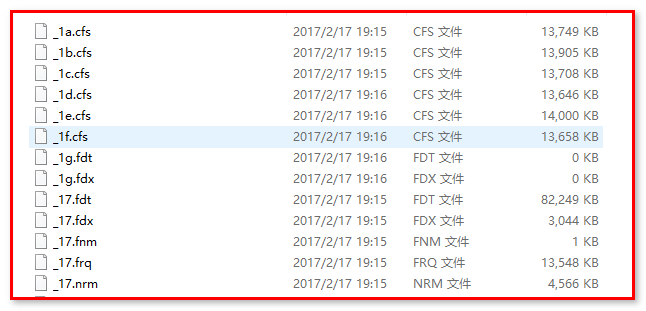 _1a.cfs 2017/2/17 19:15 CFS 文件 13,749 KB
_1b.cfs 2017/2/17 19:15 CFS 文件 13,905 KB
_1c.cfs 2017/2/17 19:15 CFS 文件 13,708 KB
_1d.cfs 2017/2/17 19:16 CFS 文件 13,646 KB
_1e.cfs 2017/2/17 19:16 CFS 文件 14,000 KB
_1f.cfs 2017/2/17 19:16 CFS 文件 13,658 KB
_1g.fdt 2017/2/17 19:16 FDT 文件 0 KB
_1g.fdx 2017/2/17 19:16 FDX 文件 0 KB
_17.fdt 2017/2/17 19:15 FDT 文件 82,249 KB
_17.fdx 2017/2/17 19:15 FDX 文件 3,044 KB
_17.fnm 2017/2/17 19:15 FNM 文件 1 KB
_17.frq 2017/2/17 19:15 FRQ 文件 13,548 KB
_17.nrm 2017/2/17 19:15 NRM 文件 4,566 KB